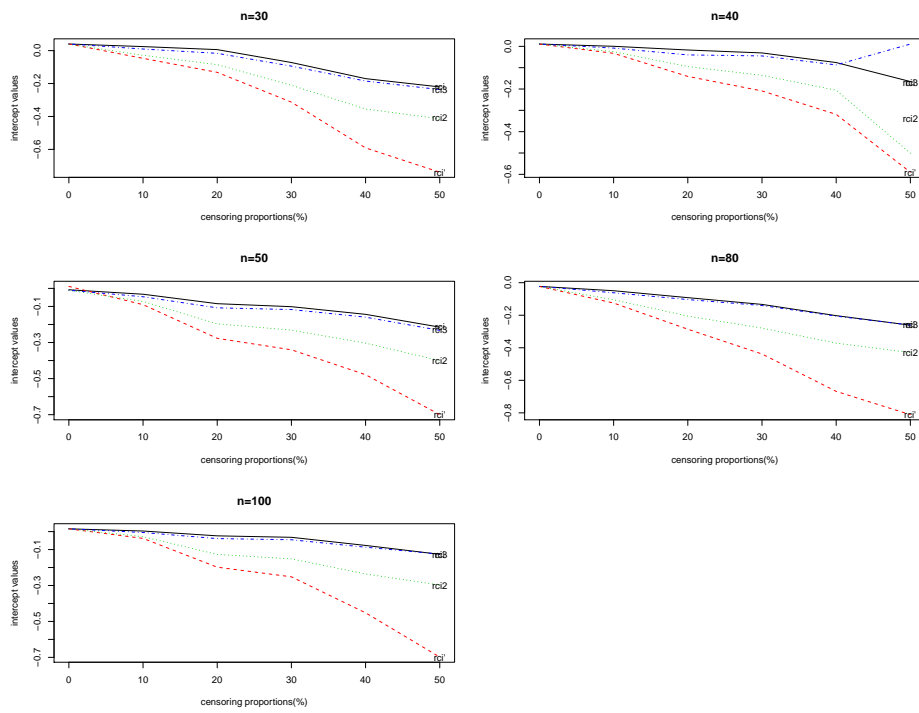 n=30
intercept values
0.0
−0.2
−0.4
−0.6
rci3
rci2
rci'
0 10 20 30 40 50
censoring proportions(%)
n=40
intercept values
0.0
−0.2
−0.4
−0.6
rci3
rci2
rci'
0 10 20 30 40 50
censoring proportions(%)
n=50
intercept values
−0.1
−0.3
−0.5
−0.7
rci3
rci2
rci'
0 10 20 30 40 50
censoring proportions(%)
n=80
intercept values
0.0
−0.2
−0.4
−0.6
−0.8
rci3
rci2
rci'
0 10 20 30 40 50
censoring proportions(%)
n=100
intercept values
−0.1
−0.3
−0.5
−0.7
rci3
rci2
rci'
0 10 20 30 40 50
censoring proportions(%)